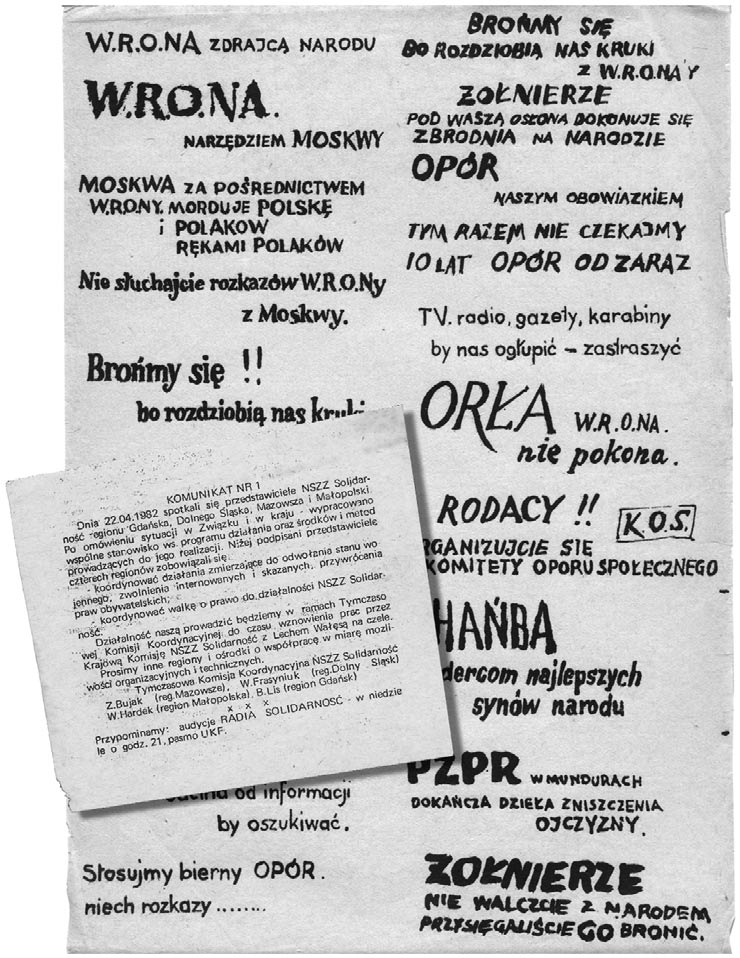 W.R.O.NA ZDRAJCĄ NARODU
W.R.O.NA.
NARZĘDZIEM MOSKWY
MOSKWA ZA POŚREDNICTWEM
W.R.O.NY. MORDUJE POLSKĘ
i POLAKOW
RĘKAMI POLAKÓW
Nie słuchajcie rozkazów W.R.O.Ny
z Moskwy.
Brońmy się !!
bo rozdziobią nas kruki
KOMUNIKAT NR 1
Dnia 22.04.1982 spotkali się przedstawiciele NSZZ Solidar-
ność regionu Gdańska, Dolnego Śląska, Mazowsza i Małopolski.
Po omówieniu sytuacji w Związku i w kraju - wypracowano
wspólne stanowisko ws. programu działania oraz środków i metod
prowadzących do jego realizacji. Niżej podpisani przedstawiciele
czterech regionów zobowiązali się:
- koordynować działania zmierzające do odwołania stanu wo
jennego, zwolnienia internowanych i skazanych, przywrócenia
praw obywatelskich;
- koordynować walkę o prawo do działalności NSZZ Solidar-
ność.
Działalność naszą prowadzić będziemy w ramach Tymczaso
wej Komisji Koordynacyjnej do czasu wznowienia prac przez
Krajową Komisję NSZZ Solidarność z Lechem Wałęsą na czele.
Prosimy inne regiony i ośrodki o współpracę w miarę możli-
wości organizacyjnych i technicznych.
Tymczasowa Komisja Koordynacyjna NSZZ Solidarność
Z.Bujak (reg.Mazowsze), W.Frasyniuk (reg.Dolny Śląsk)
W.Hardek (region Małopolska), B.Lis (region Gdańsk)
x x x
Przypominamy: audycje RADIA SOLIDARNOŚĆ - w niedzie
le o godz. 21, pasmo UKF.
od informacji
by oszukiwać.
Stosujmy bierny OPÓR.
niech rozkazy ........
BROŃMY SIĘ
BO ROZDZIOBIĄ NAS KRUKI
Z W.R.O.NA'Y
ŻOŁNIERZE
POD WASZĄ OSŁONĄ DOKONUJE SIĘ
ZBRODNIA NA NARODZIE
OPÓR
NASZYM OBOWIAZKIEM
TYM RAZEM NIE CZEKAJMY
10 LAT OPÓR OD ZARAZ
TV. radio, gazety, karabiny
by nas ogłupić – zastraszyć
ORŁA W.R.O.NA.
nie pokona.
RODACY !! K.O.S.
RGANIZUJCIE SIE
KOMITETY OPORU SPOŁECZNEGO
HAŃBA
dercom najlepszych
synów narodu
PZPR W MUNDURACH
DOKAŃCZA DZIEŁA ZNISZCZENIA
OJCZYZNY.
ŻOŁNIERZE
NIE WALCZCIE Z NARODEM
PRZYSIĘGALIŚCIE GO BRONIĆ.